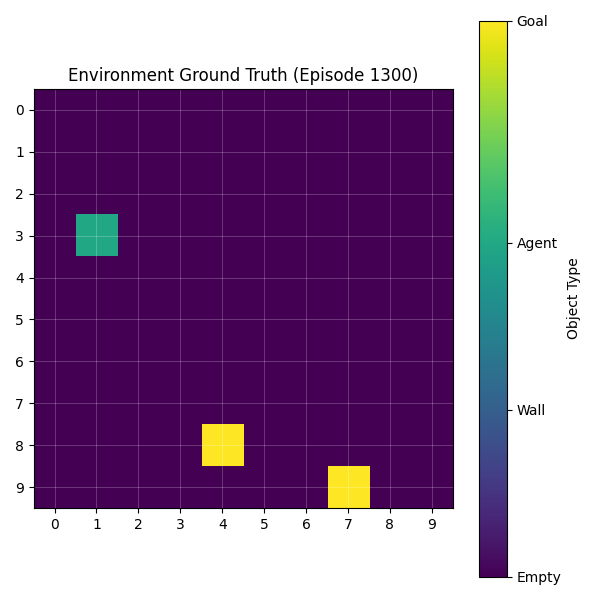 Environment Ground Truth (Episode 1300)
0
1
2
3
4
5
6
7
8
9
0 1 2 3 4 5 6 7 8 9
Goal
Agent
Wall
Empty
Object Type